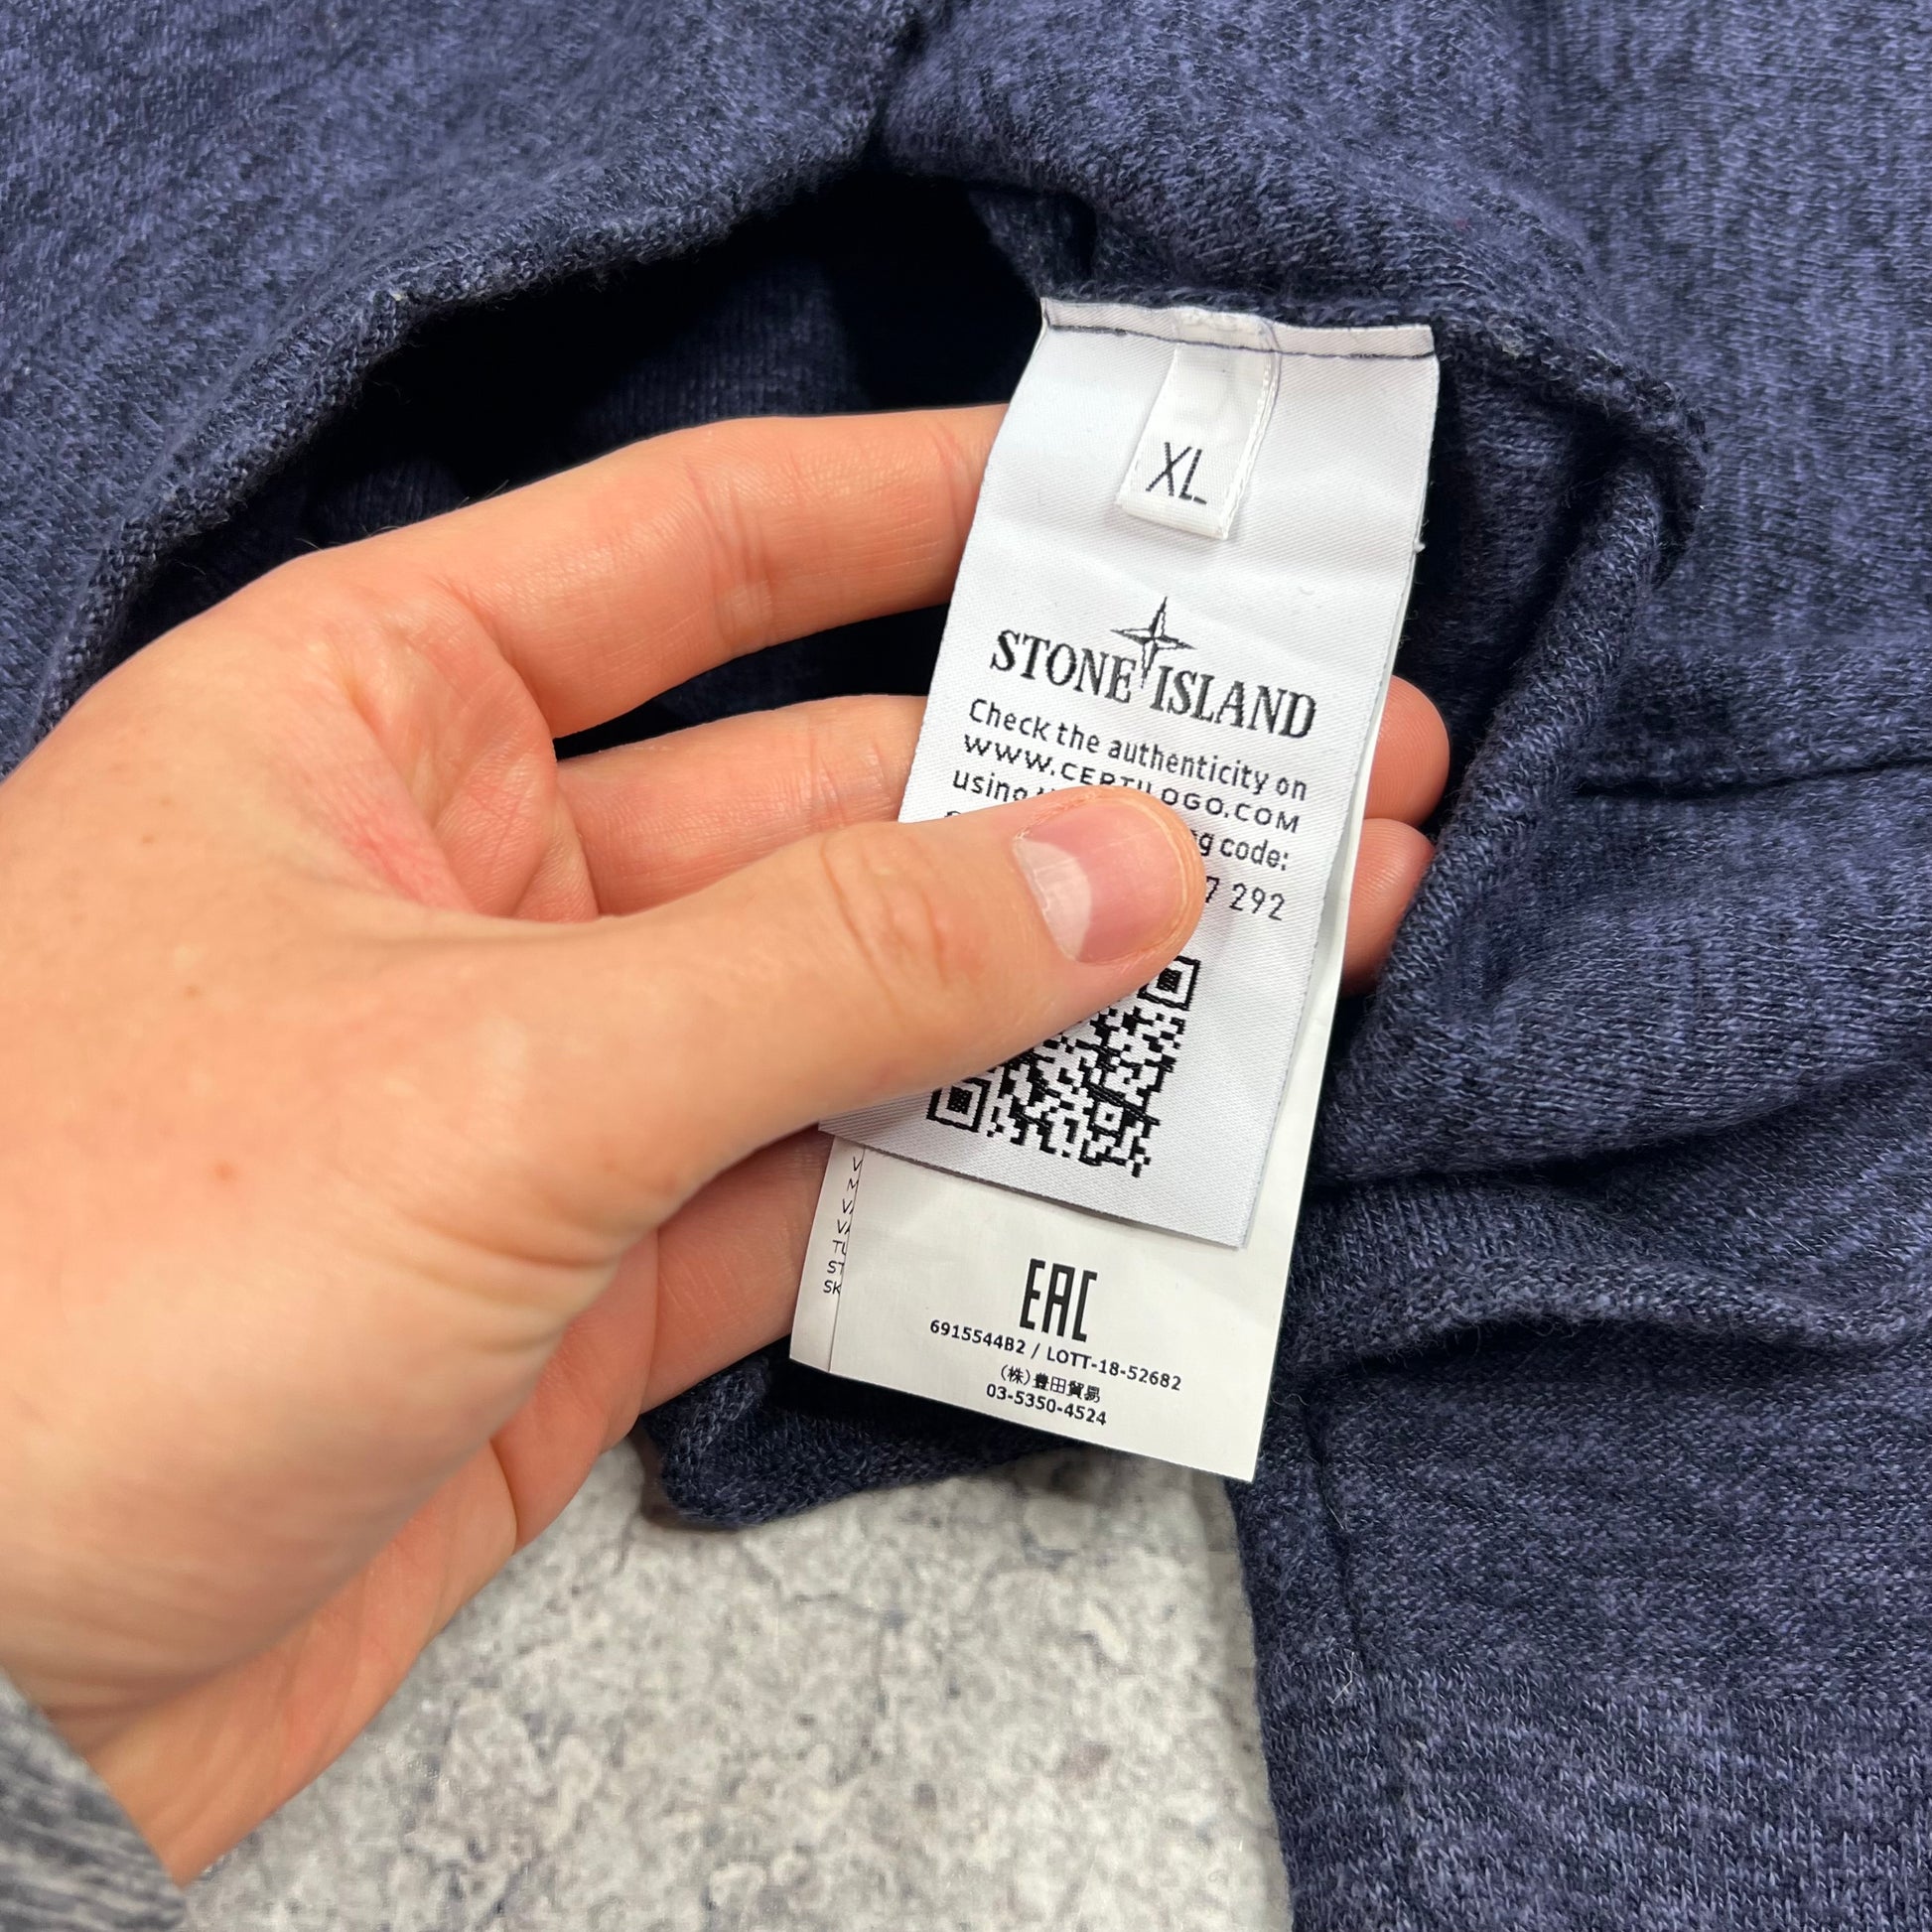 XL
STONE ISLAND
Check the authenticity on
WWW.CERTILOGO.COM
using
code:
7 292
EAC
6915544B2 / LOTT-18-52682
(株)豊田貿易
03-5350-4524